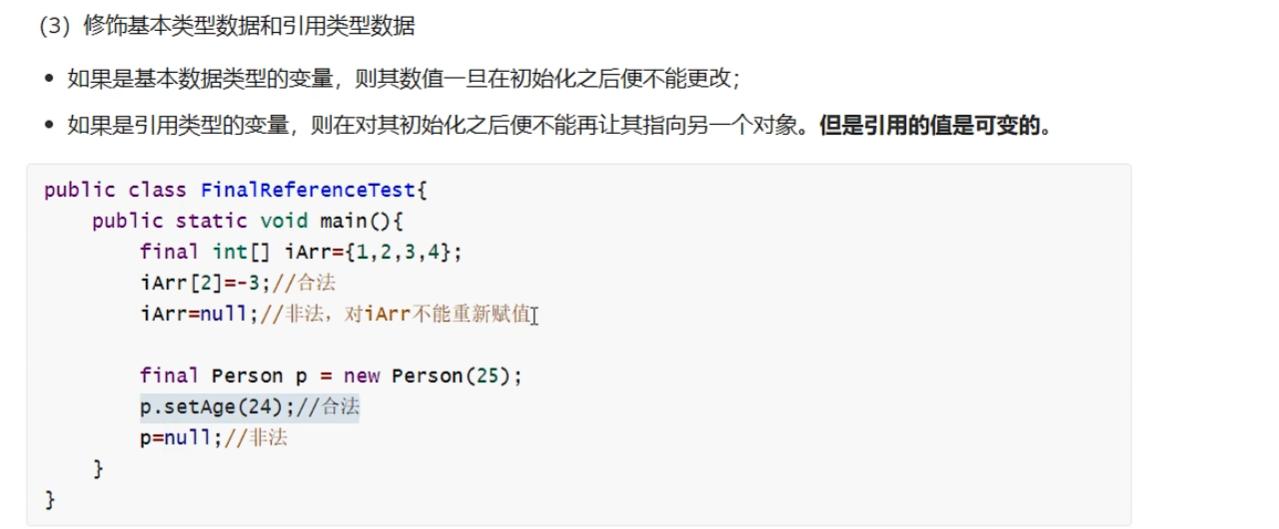 (3) 修饰基本类型数据和引用类型数据
• 如果是基本数据类型的变量，则其数值一旦在初始化之后便不能更改；
• 如果是引用类型的变量，则在对其初始化之后便不能再让其指向另一个对象。但是引用的值是可变的。
public class FinalReferenceTest{
    public static void main(){
        final int[] iArr={1,2,3,4};
        iArr[2]=-3;//合法
        iArr=null;//非法，对iArr不能重新赋值

        final Person p = new Person(25);
        p.setAge(24);//合法
        p=null;//非法
    }
}